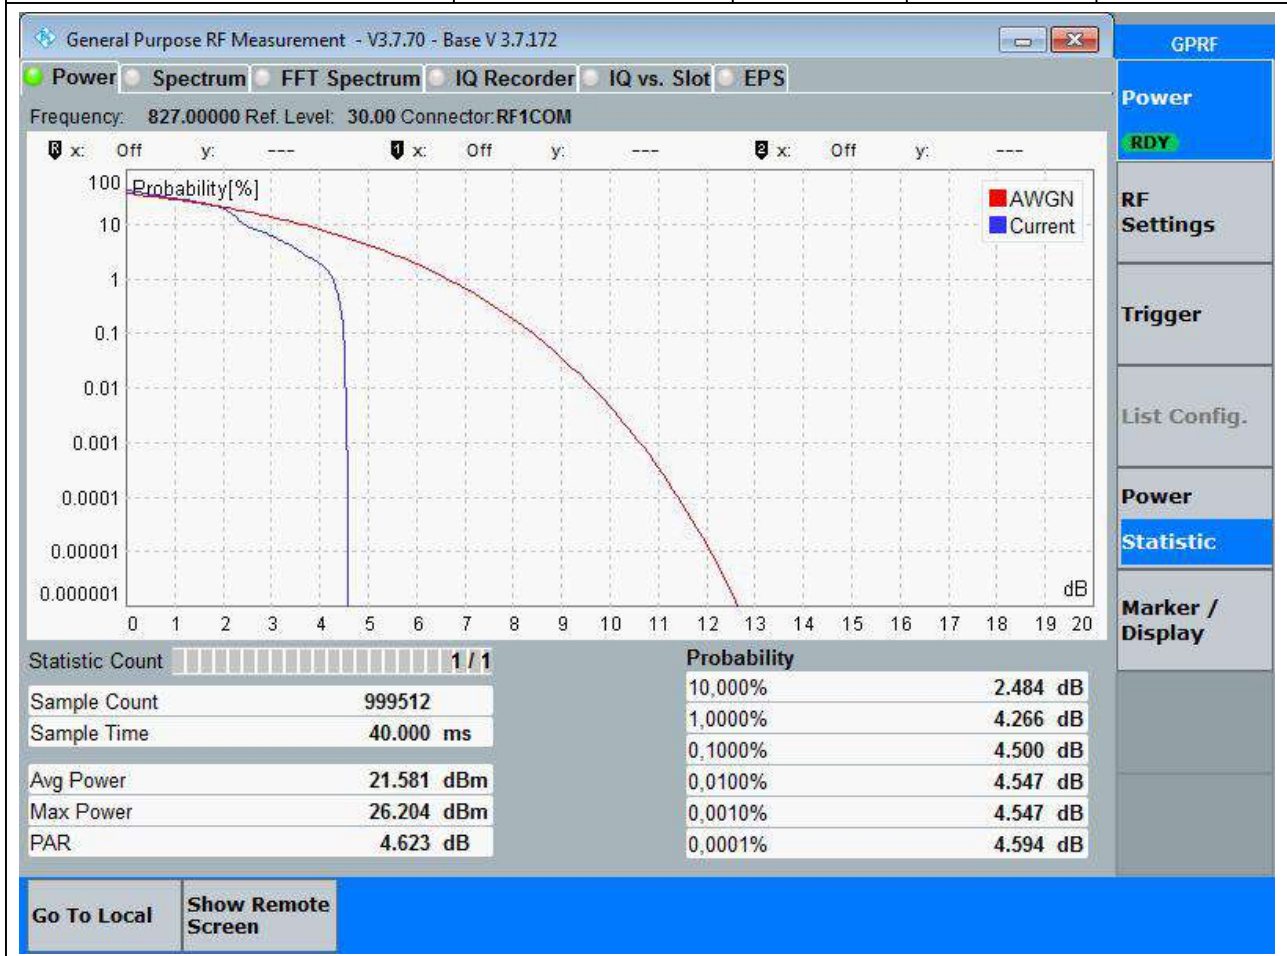 General Purpose RF Measurement - V3.7.70 - Base V 3.7.172
GPRF
Power Spectrum FFT Spectrum IQ Recorder IQ vs. Slot EPS
Frequency: 827.00000 Ref. Level: 30.00 Connector: RF1COM
R x: Off y: --- 1 x: Off y: --- 2 x: Off y: ---
Probability[%]
AWGN
Current
100
10
1
0.1
0.01
0.001
0.0001
0.00001
0.000001
dB
0 1 2 3 4 5 6 7 8 9 10 11 12 13 14 15 16 17 18 19 20
Statistic Count 1 / 1
Sample Count 999512
Sample Time 40.000 ms
Avg Power 21.581 dBm
Max Power 26.204 dBm
PAR 4.623 dB
Probability
10,000% 2.484 dB
1,0000% 4.266 dB
0,1000% 4.500 dB
0,0100% 4.547 dB
0,0010% 4.547 dB
0,0001% 4.594 dB
Power
RDY
RF
Settings
Trigger
List Config.
Power
Statistic
Marker /
Display
Go To Local
Show Remote
Screen